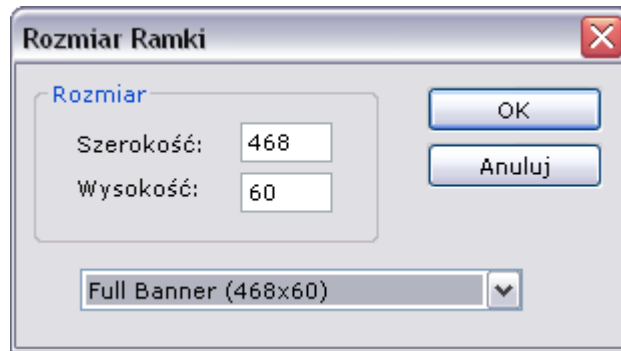 Rozmiar Ramki
Rozmiar
Szerokość: 468
Wysokość: 60
OK
Anuluj
Full Banner (468x60)